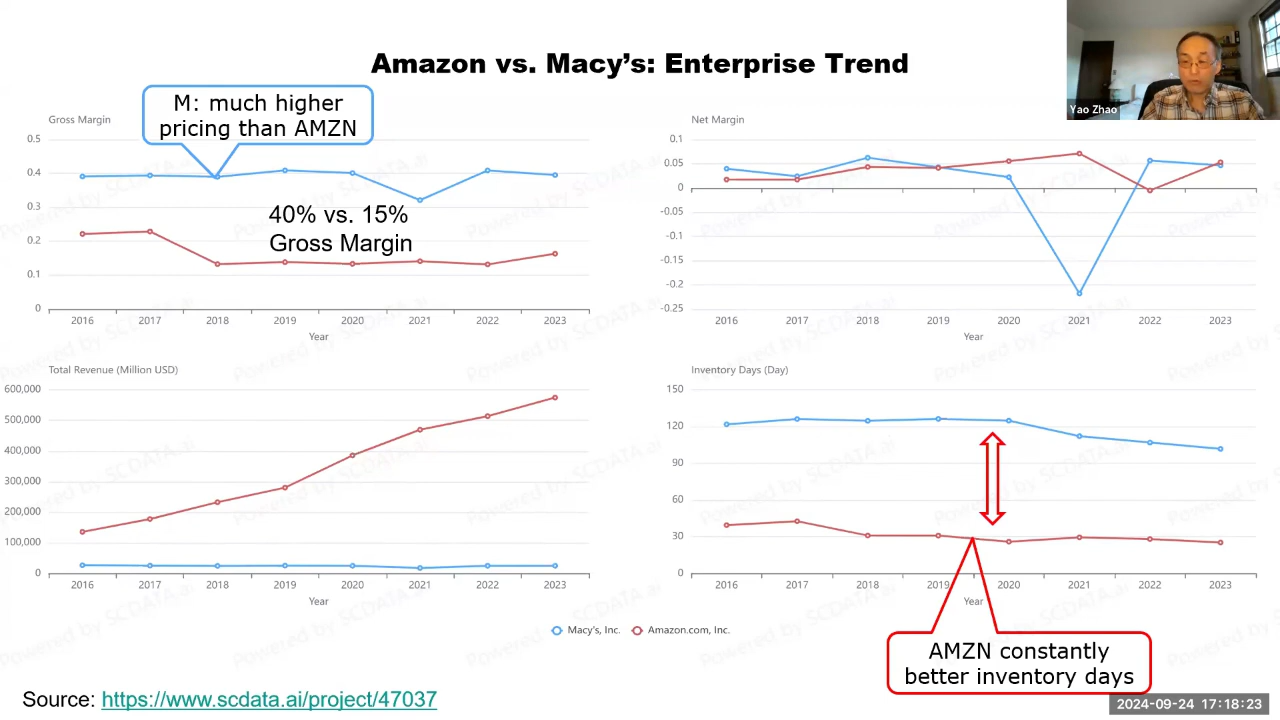 Amazon vs. Macy's: Enterprise Trend
Yao Zhao
M: much higher
pricing than AMZN
Gross Margin
0.5
0.4
0.3
0.2
0.1
0
40% vs. 15%
Gross Margin
2016 2017 2018 2019 2020 2021 2022 2023
Year
Net Margin
0.1
0.05
0
-0.05
-0.1
-0.15
-0.2
-0.25
2016 2017 2018 2019 2020 2021 2022 2023
Year
Total Revenue (Million USD)
600,000
500,000
400,000
300,000
200,000
100,000
0
2016 2017 2018 2019 2020 2021 2022 2023
Year
Inventory Days (Day)
150
120
90
60
30
0
2016 2017 2018 2019 2020 2021 2022 2023
Year
Macy's, Inc. Amazon.com, Inc.
AMZN constantly
better inventory days
Source: https://www.scdata.ai/project/47037
2024-09-24 17:18:23
Powered by SCDATA.ai